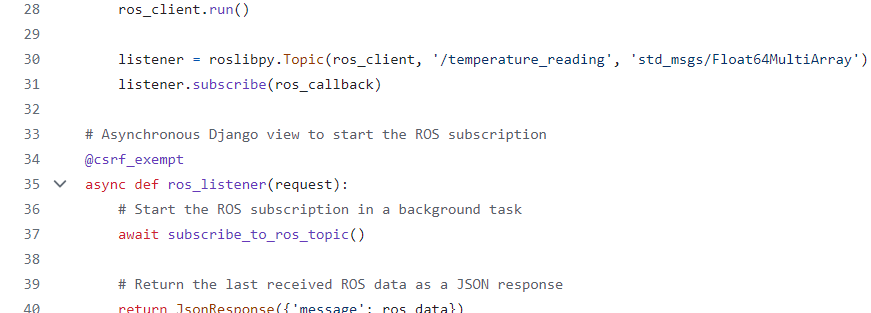 28 ros_client.run()
29
30 listener = roslibpy.Topic(ros_client, '/temperature_reading', 'std_msgs/Float64MultiArray')
31 listener.subscribe(ros_callback)
32
33 # Asynchronous Django view to start the ROS subscription
34 @csrf_exempt
35 async def ros_listener(request):
36 # Start the ROS subscription in a background task
37 await subscribe_to_ros_topic()
38
39 # Return the last received ROS data as a JSON response
40 return JsonResponse({'message': ros_data})